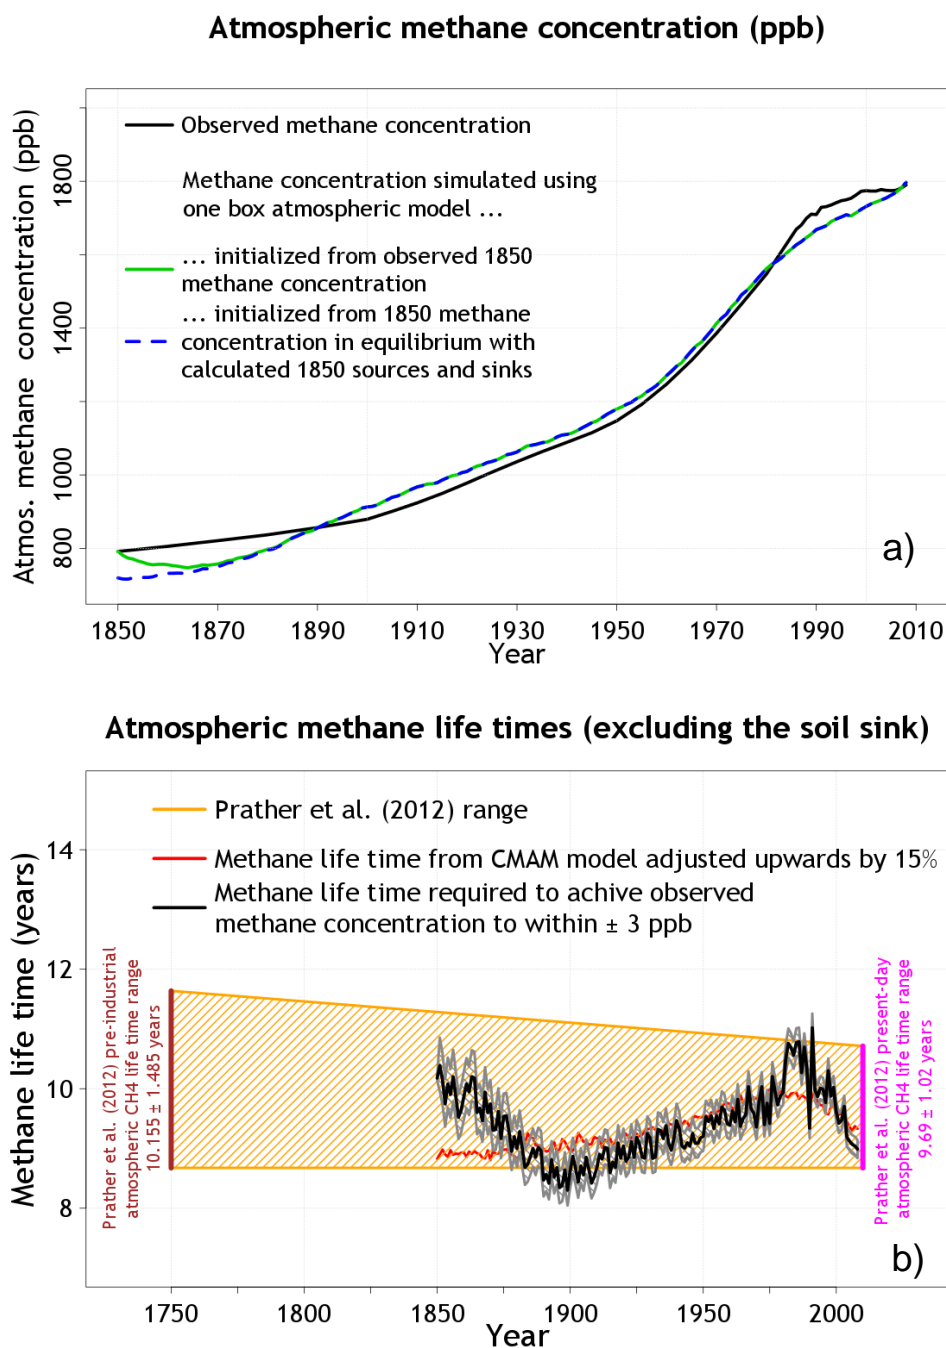 Atmospheric methane concentration (ppb)
Atmos. methane concentration (ppb)
1800
1400
1000
800
Observed methane concentration
Methane concentration simulated using
one box atmospheric model ...
... initialized from observed 1850
methane concentration
... initialized from 1850 methane
concentration in equilibrium with
calculated 1850 sources and sinks
a)
1850 1870 1890 1910 1930 1950 1970 1990 2010
Year
Atmospheric methane life times (excluding the soil sink)
Methane life time (years)
14
12
10
8
Prather et al. (2012) range
Methane life time from CMAM model adjusted upwards by 15%
Methane life time required to achive observed
methane concentration to within ± 3 ppb
Prather et al. (2012) pre-industrial
atmospheric CH4 life time range
10.155 ± 1.485 years
Prather et al. (2012) present-day
atmospheric CH4 life time range
9.69 ± 1.02 years
b)
1750 1800 1850 1900 1950 2000
Year